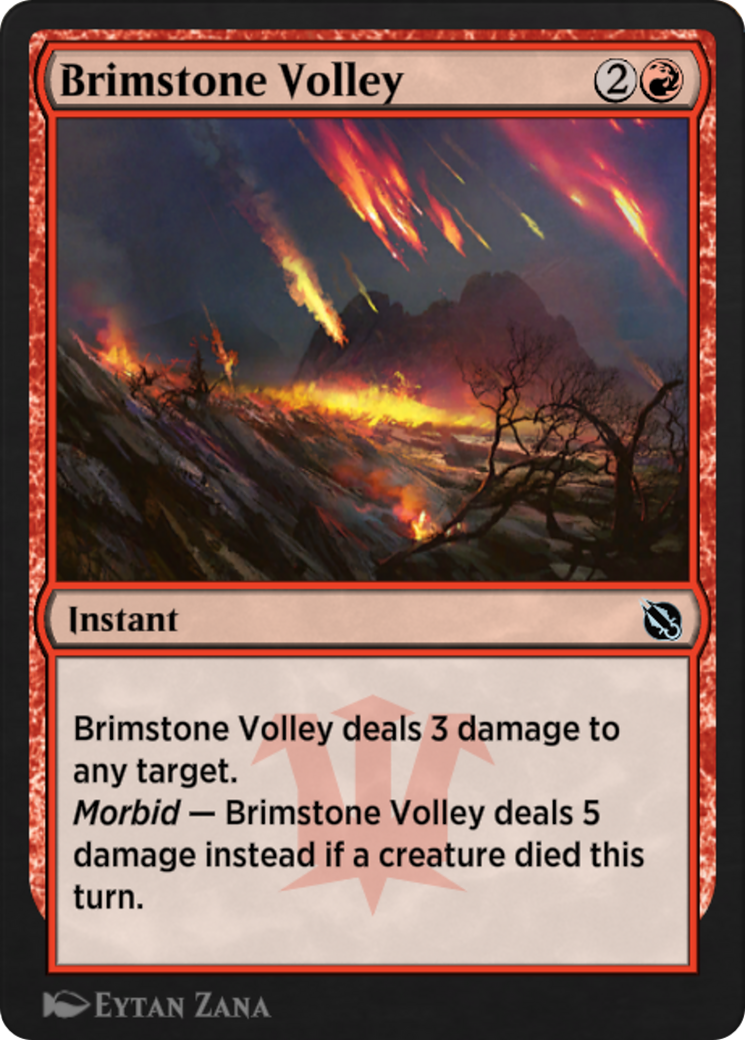 Brimstone Volley 2
Instant
Brimstone Volley deals 3 damage to
any target.
Morbid — Brimstone Volley deals 5
damage instead if a creature died this
turn.
Eytan Zana